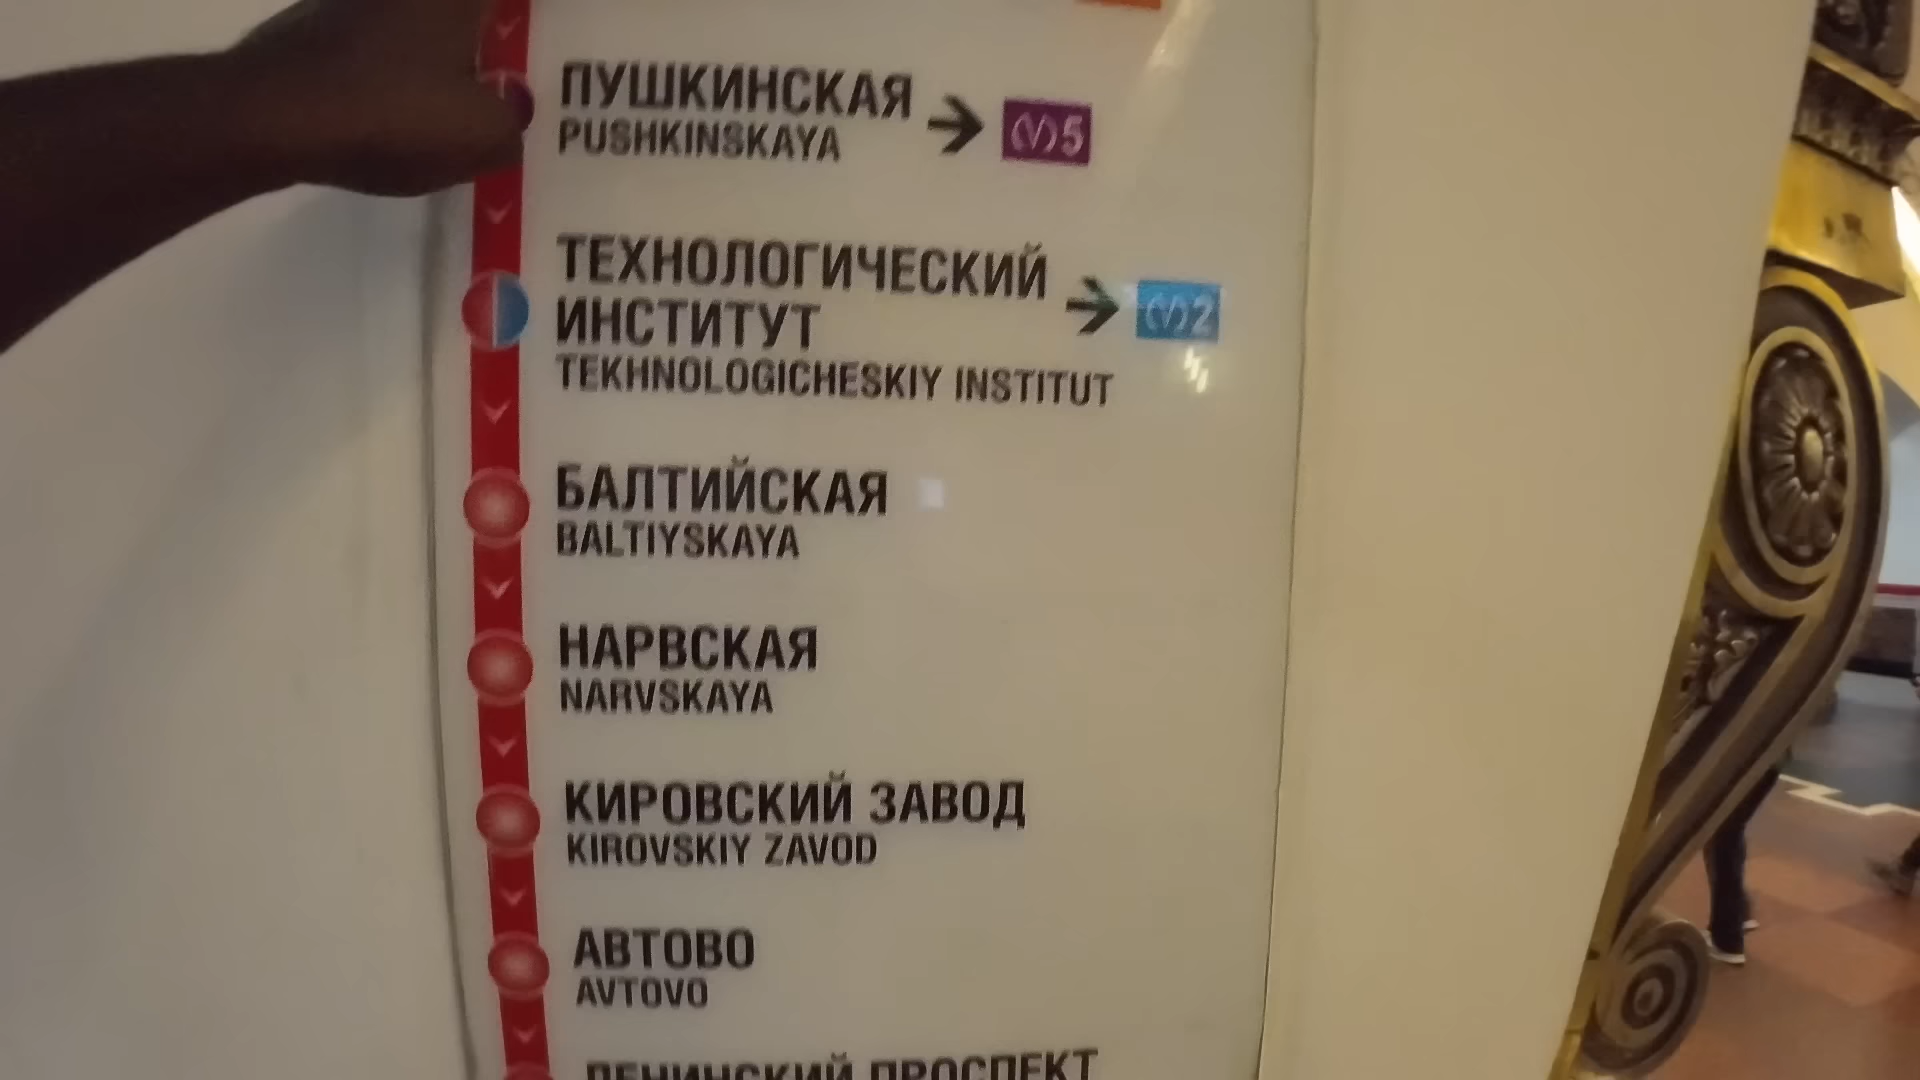 ПУШКИНСКАЯ
PUSHKINSKAYA
5
ТЕХНОЛОГИЧЕСКИЙ
ИНСТИТУТ
2
TEKHNOLOGICHESKIY INSTITUT
БАЛТИЙСКАЯ
BALTIYSKAYA
НАРВСКАЯ
NARVSKAYA
КИРОВСКИЙ ЗАВОД
KIROVSKIY ZAVOD
АВТОВО
AVTOVO
ЛЕНИНСКИЙ ПРОСПЕКТ